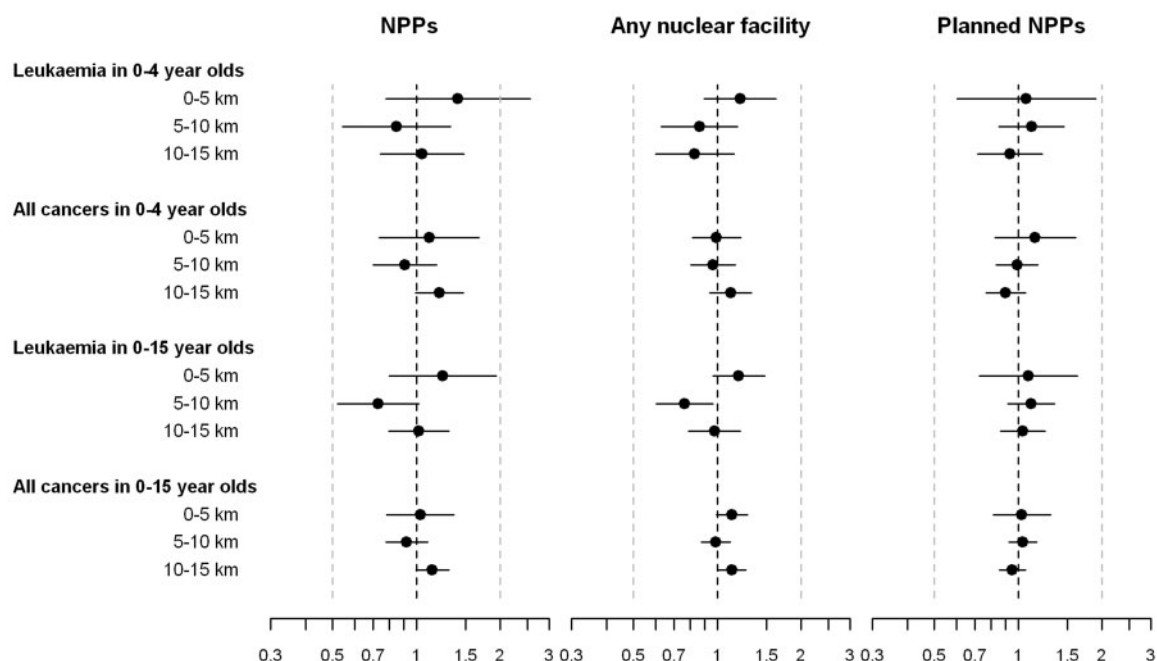 NPPs Any nuclear facility Planned NPPs
Leukaemia in 0-4 year olds
0-5 km
5-10 km
10-15 km
All cancers in 0-4 year olds
0-5 km
5-10 km
10-15 km
Leukaemia in 0-15 year olds
0-5 km
5-10 km
10-15 km
All cancers in 0-15 year olds
0-5 km
5-10 km
10-15 km
0.3 0.5 0.7 1 1.5 2 3 0.3 0.5 0.7 1 1.5 2 3 0.3 0.5 0.7 1 1.5 2 3